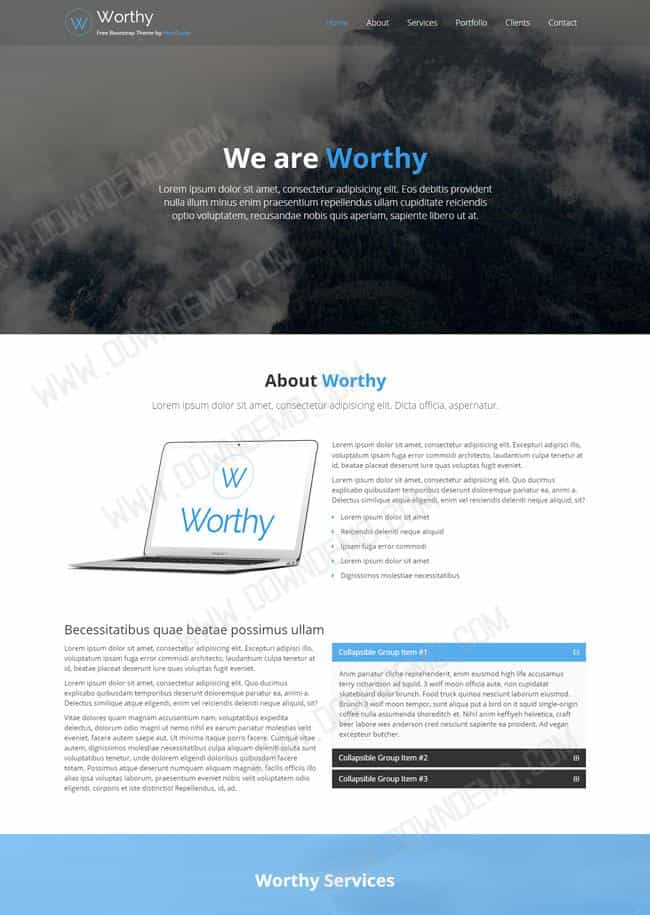 Worthy
Free Bootstrap Theme by HtmlCoder
Home About Services Portfolio Clients Contact
We are Worthy
Lorem ipsum dolor sit amet, consectetur adipisicing elit. Eos debitis provident
nulla illum minus enim praesentium repellendus ullam cupiditate reiciendis
optio voluptatem, recusandae nobis quis aperiam, sapiente libero ut at.
WWW.DOWNDEMO.COM
About Worthy
Lorem ipsum dolor sit amet, consectetur adipisicing elit. Dicta officia, aspernatur.
W
Worthy
Lorem ipsum dolor sit amet, consectetur adipisicing elit. Excepturi adipisci illo,
voluptatum ipsam fuga error commodi architecto, laudantium culpa tenetur at
id, beatae placeat deserunt iure quas voluptas fugit eveniet.
Lorem ipsum dolor sit amet, consectetur adipisicing elit. Quo ducimus
explicabo quibusdam temporibus deserunt doloremque pariatur ea, animi a.
Delectus similique atque eligendi, enim vel reiciendis deleniti neque aliquid, sit?
Lorem ipsum dolor sit amet
Reiciendis deleniti neque aliquid
Ipsam fuga error commodi
Lorem ipsum dolor sit amet
Dignissimos molestiae necessitatibus
Becessitatibus quae beatae possimus ullam
Lorem ipsum dolor sit amet, consectetur adipisicing elit. Excepturi adipisci illo,
voluptatum ipsam fuga error commodi architecto, laudantium culpa tenetur at
id, beatae placeat deserunt iure quas voluptas fugit eveniet.
Lorem ipsum dolor sit amet, consectetur adipisicing elit. Quo ducimus
explicabo quibusdam temporibus deserunt doloremque pariatur ea, animi a.
Delectus similique atque eligendi, enim vel reiciendis deleniti neque aliquid, sit?
Vitae dolores quam magnam accusantium nam, voluptates expedita
delectus, dolorum odio magni ut nemo nihil ex earum pariatur molestias velit
eveniet, fuga saepe autem. Ut minima itaque porro facere. Cumque vitae
autem, dignissimos molestias necessitatibus culpa aliquam deleniti soluta sunt
voluptatibus tenetur, unde dolorem eligendi doloribus quibusdam facere
totam. Possimus atque deserunt numquam aliquam magnam, facilis officiis illo
alias ipsa voluptas laborum, praesentium eveniet nobis velit voluptatem odio
eligendi, corporis et iste distinctio! Repellendus, id, ad.
Collapsible Group Item #1
Anim pariatur cliche reprehenderit, enim eiusmod high life accusamus
terry richardson ad squid. 3 wolf moon officia aute, non cupidatat
skateboard dolor brunch. Food truck quinoa nesciunt laborum eiusmod.
Brunch 3 wolf moon tempor, sunt aliqua put a bird on it squid single-origin
coffee nulla assumenda shoreditch et. Nihil anim keffiyeh helvetica, craft
beer labore wes anderson cred nesciunt sapiente ea proident. Ad vegan
excepteur butcher.
Collapsible Group Item #2
Collapsible Group Item #3
Worthy Services